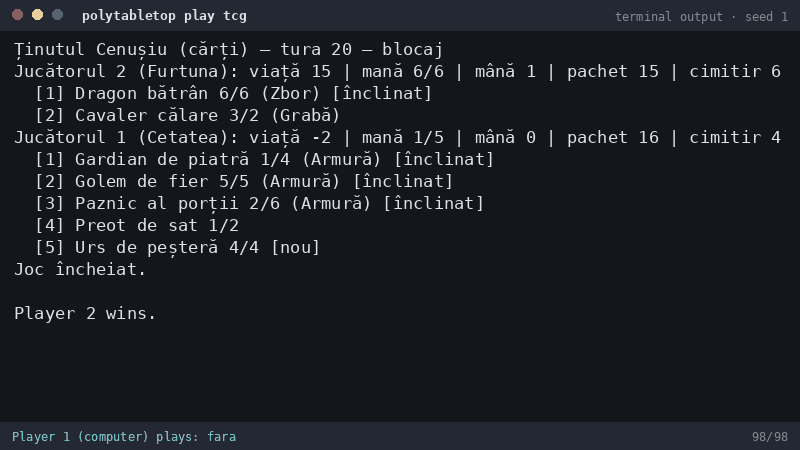 polytabletop play tcg
terminal output · seed 1
Ținutul Cenușiu (cărți) — tura 20 — blocaj
Jucătorul 2 (Furtuna): viață 15 | mană 6/6 | mână 1 | pachet 15 | cimitir 6
[1] Dragon bătrân 6/6 (Zbor) [înclinat]
[2] Cavaler călare 3/2 (Grabă)
Jucătorul 1 (Cetatea): viață -2 | mană 1/5 | mână 0 | pachet 16 | cimitir 4
[1] Gardian de piatră 1/4 (Armură) [înclinat]
[2] Golem de fier 5/5 (Armură) [înclinat]
[3] Paznic al porții 2/6 (Armură) [înclinat]
[4] Preot de sat 1/2
[5] Urs de peșteră 4/4 [nou]
Joc încheiat.
Player 2 wins.
Player 1 (computer) plays: fara
98/98